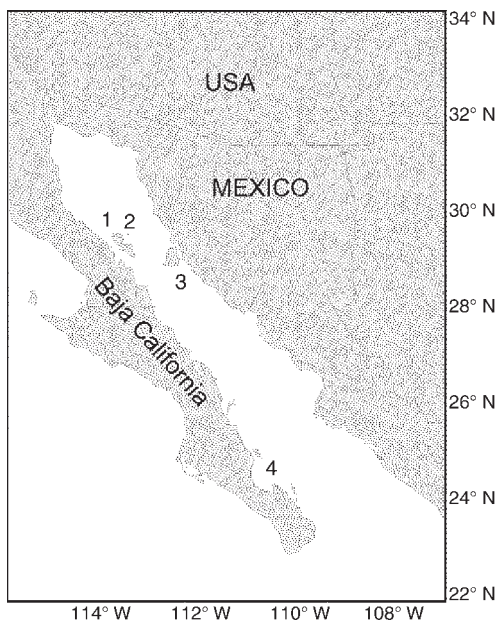 34° N
USA
32° N
MEXICO
30° N
1 2
3
28° N
Baja California
26° N
4
24° N
22° N
114° W 112° W 110° W 108° W